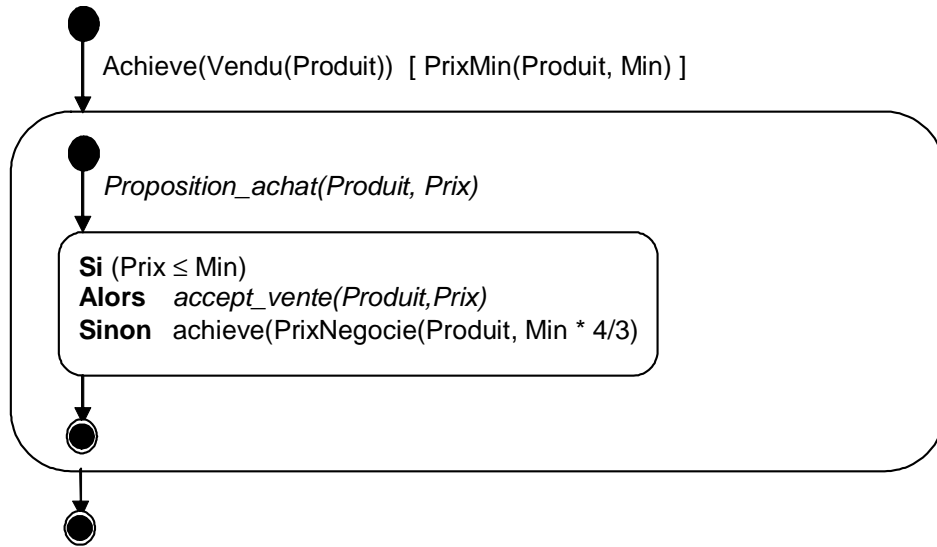 Achieve(Vendu(Produit)) [ PrixMin(Produit, Min) ]
Proposition_achat(Produit, Prix)
Si (Prix ≤ Min)
Alors accept_vente(Produit,Prix)
Sinon achieve(PrixNegocie(Produit, Min * 4/3)